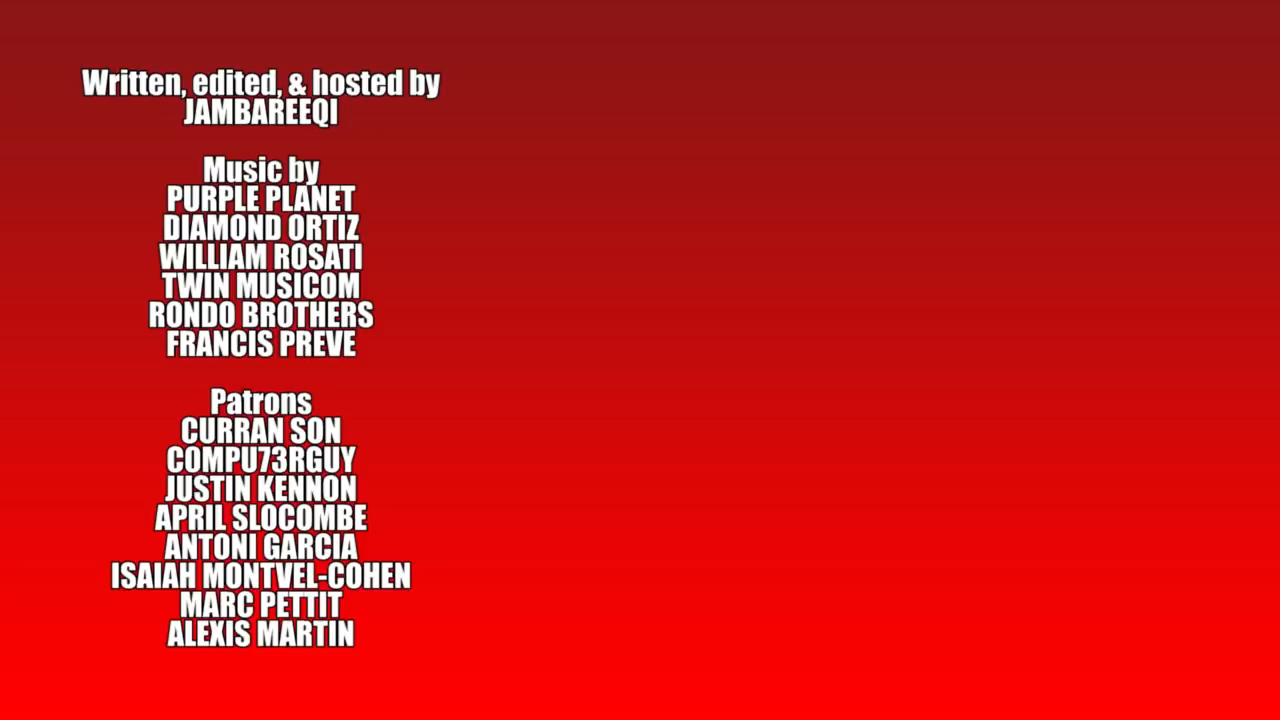 Written, edited, & hosted by
JAMBAREEQI
Music by
PURPLE PLANET
DIAMOND ORTIZ
WILLIAM ROSATI
TWIN MUSICOM
RONDO BROTHERS
FRANCIS PREVE
Patrons
CURRAN SON
COMPU73RGUY
JUSTIN KENNON
APRIL SLOCOMBE
ANTONI GARCIA
ISAIAH MONTVEL-COHEN
MARC PETTIT
ALEXIS MARTIN